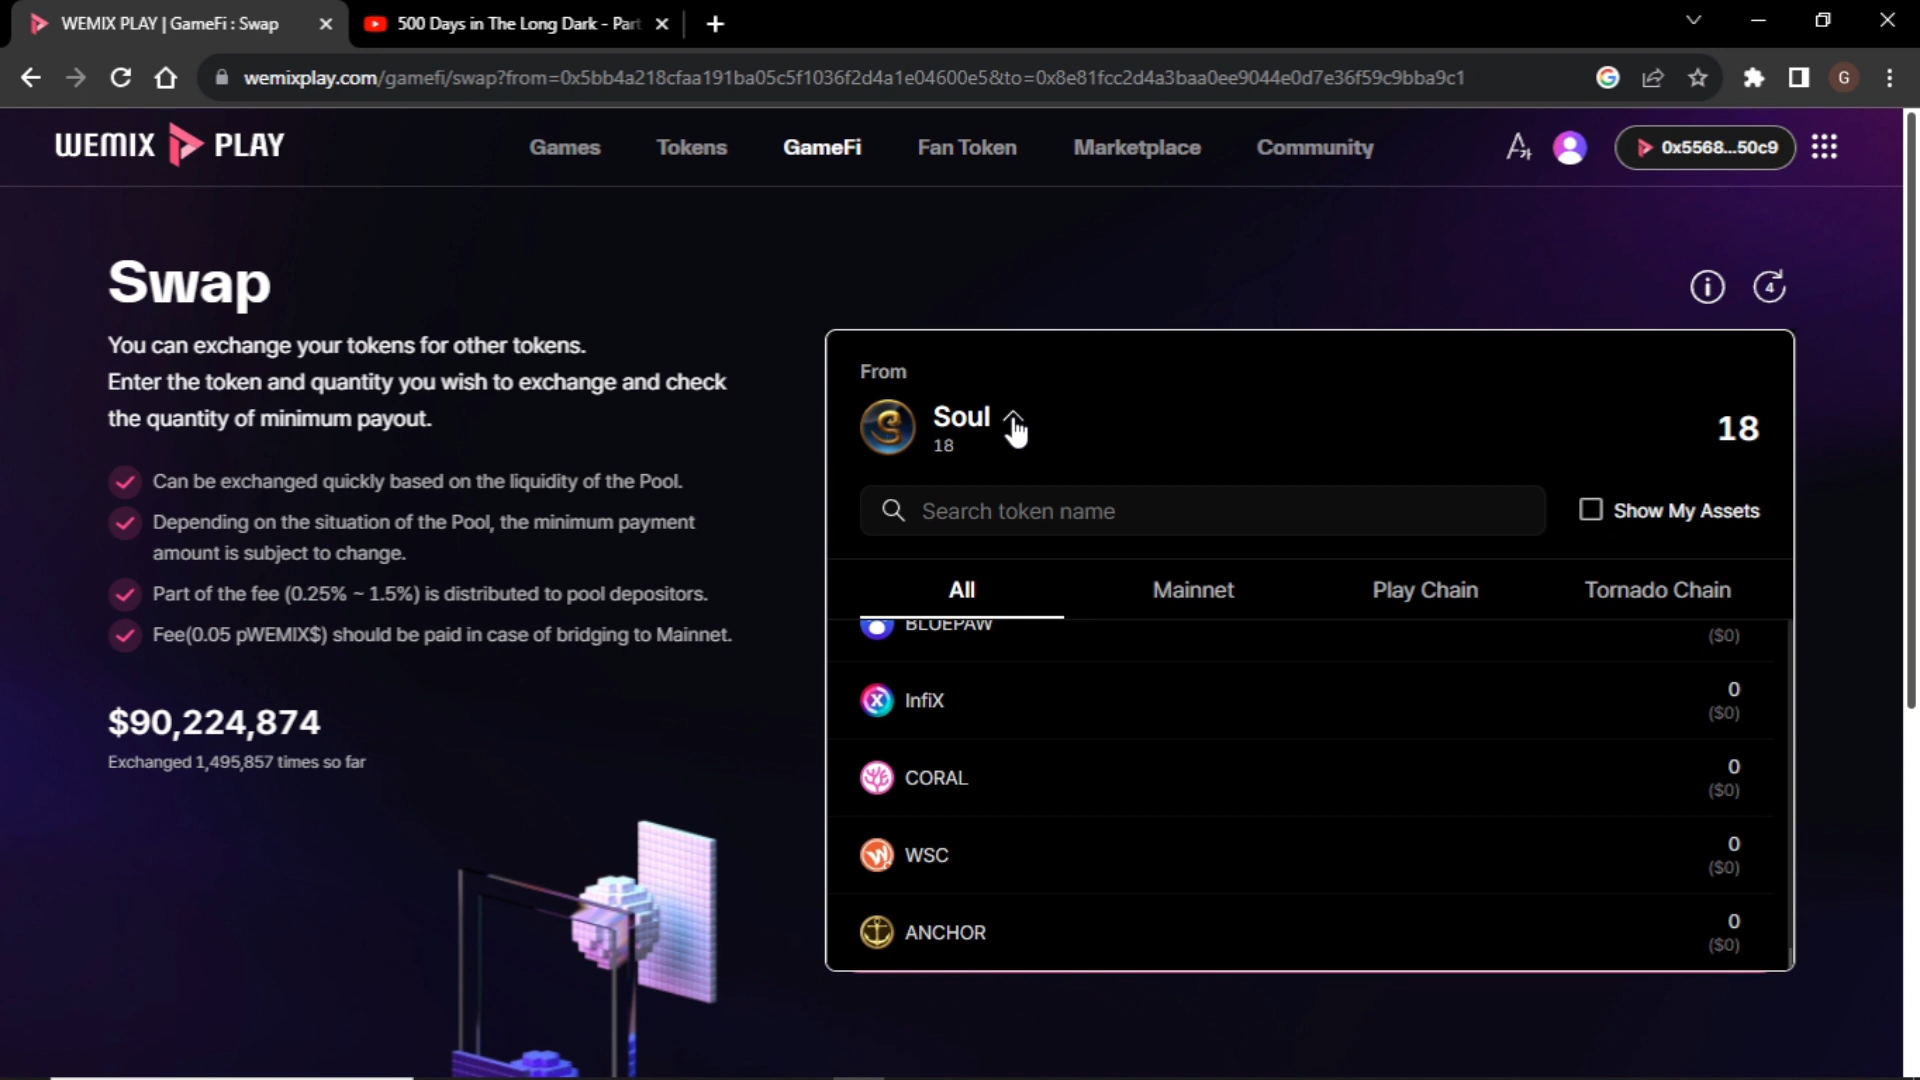 WEMIX PLAY | GameFi : Swap
500 Days in The Long Dark - Part
wemixplay.com/gamefi/swap?from=0x5bb4a218cfaa191ba05c5f1036f2d4a1e04600e5&to=0x8e81fcc2d4a3baa0ee9044e0d7e36f59c9bba9c1
G
WEMIX PLAY
Games
Tokens
GameFi
Fan Token
Marketplace
Community
0x5568...50c9
Swap
4
You can exchange your tokens for other tokens.
Enter the token and quantity you wish to exchange and check
the quantity of minimum payout.
Can be exchanged quickly based on the liquidity of the Pool.
Depending on the situation of the Pool, the minimum payment
amount is subject to change.
Part of the fee (0.25% ~ 1.5%) is distributed to pool depositors.
Fee(0.05 pWEMIX$) should be paid in case of bridging to Mainnet.
$90,224,874
Exchanged 1,495,857 times so far
From
Soul
18
18
Search token name
Show My Assets
All
Mainnet
Play Chain
Tornado Chain
BLUEPAW
($0)
InfiX
0
($0)
CORAL
0
($0)
WSC
0
($0)
ANCHOR
0
($0)